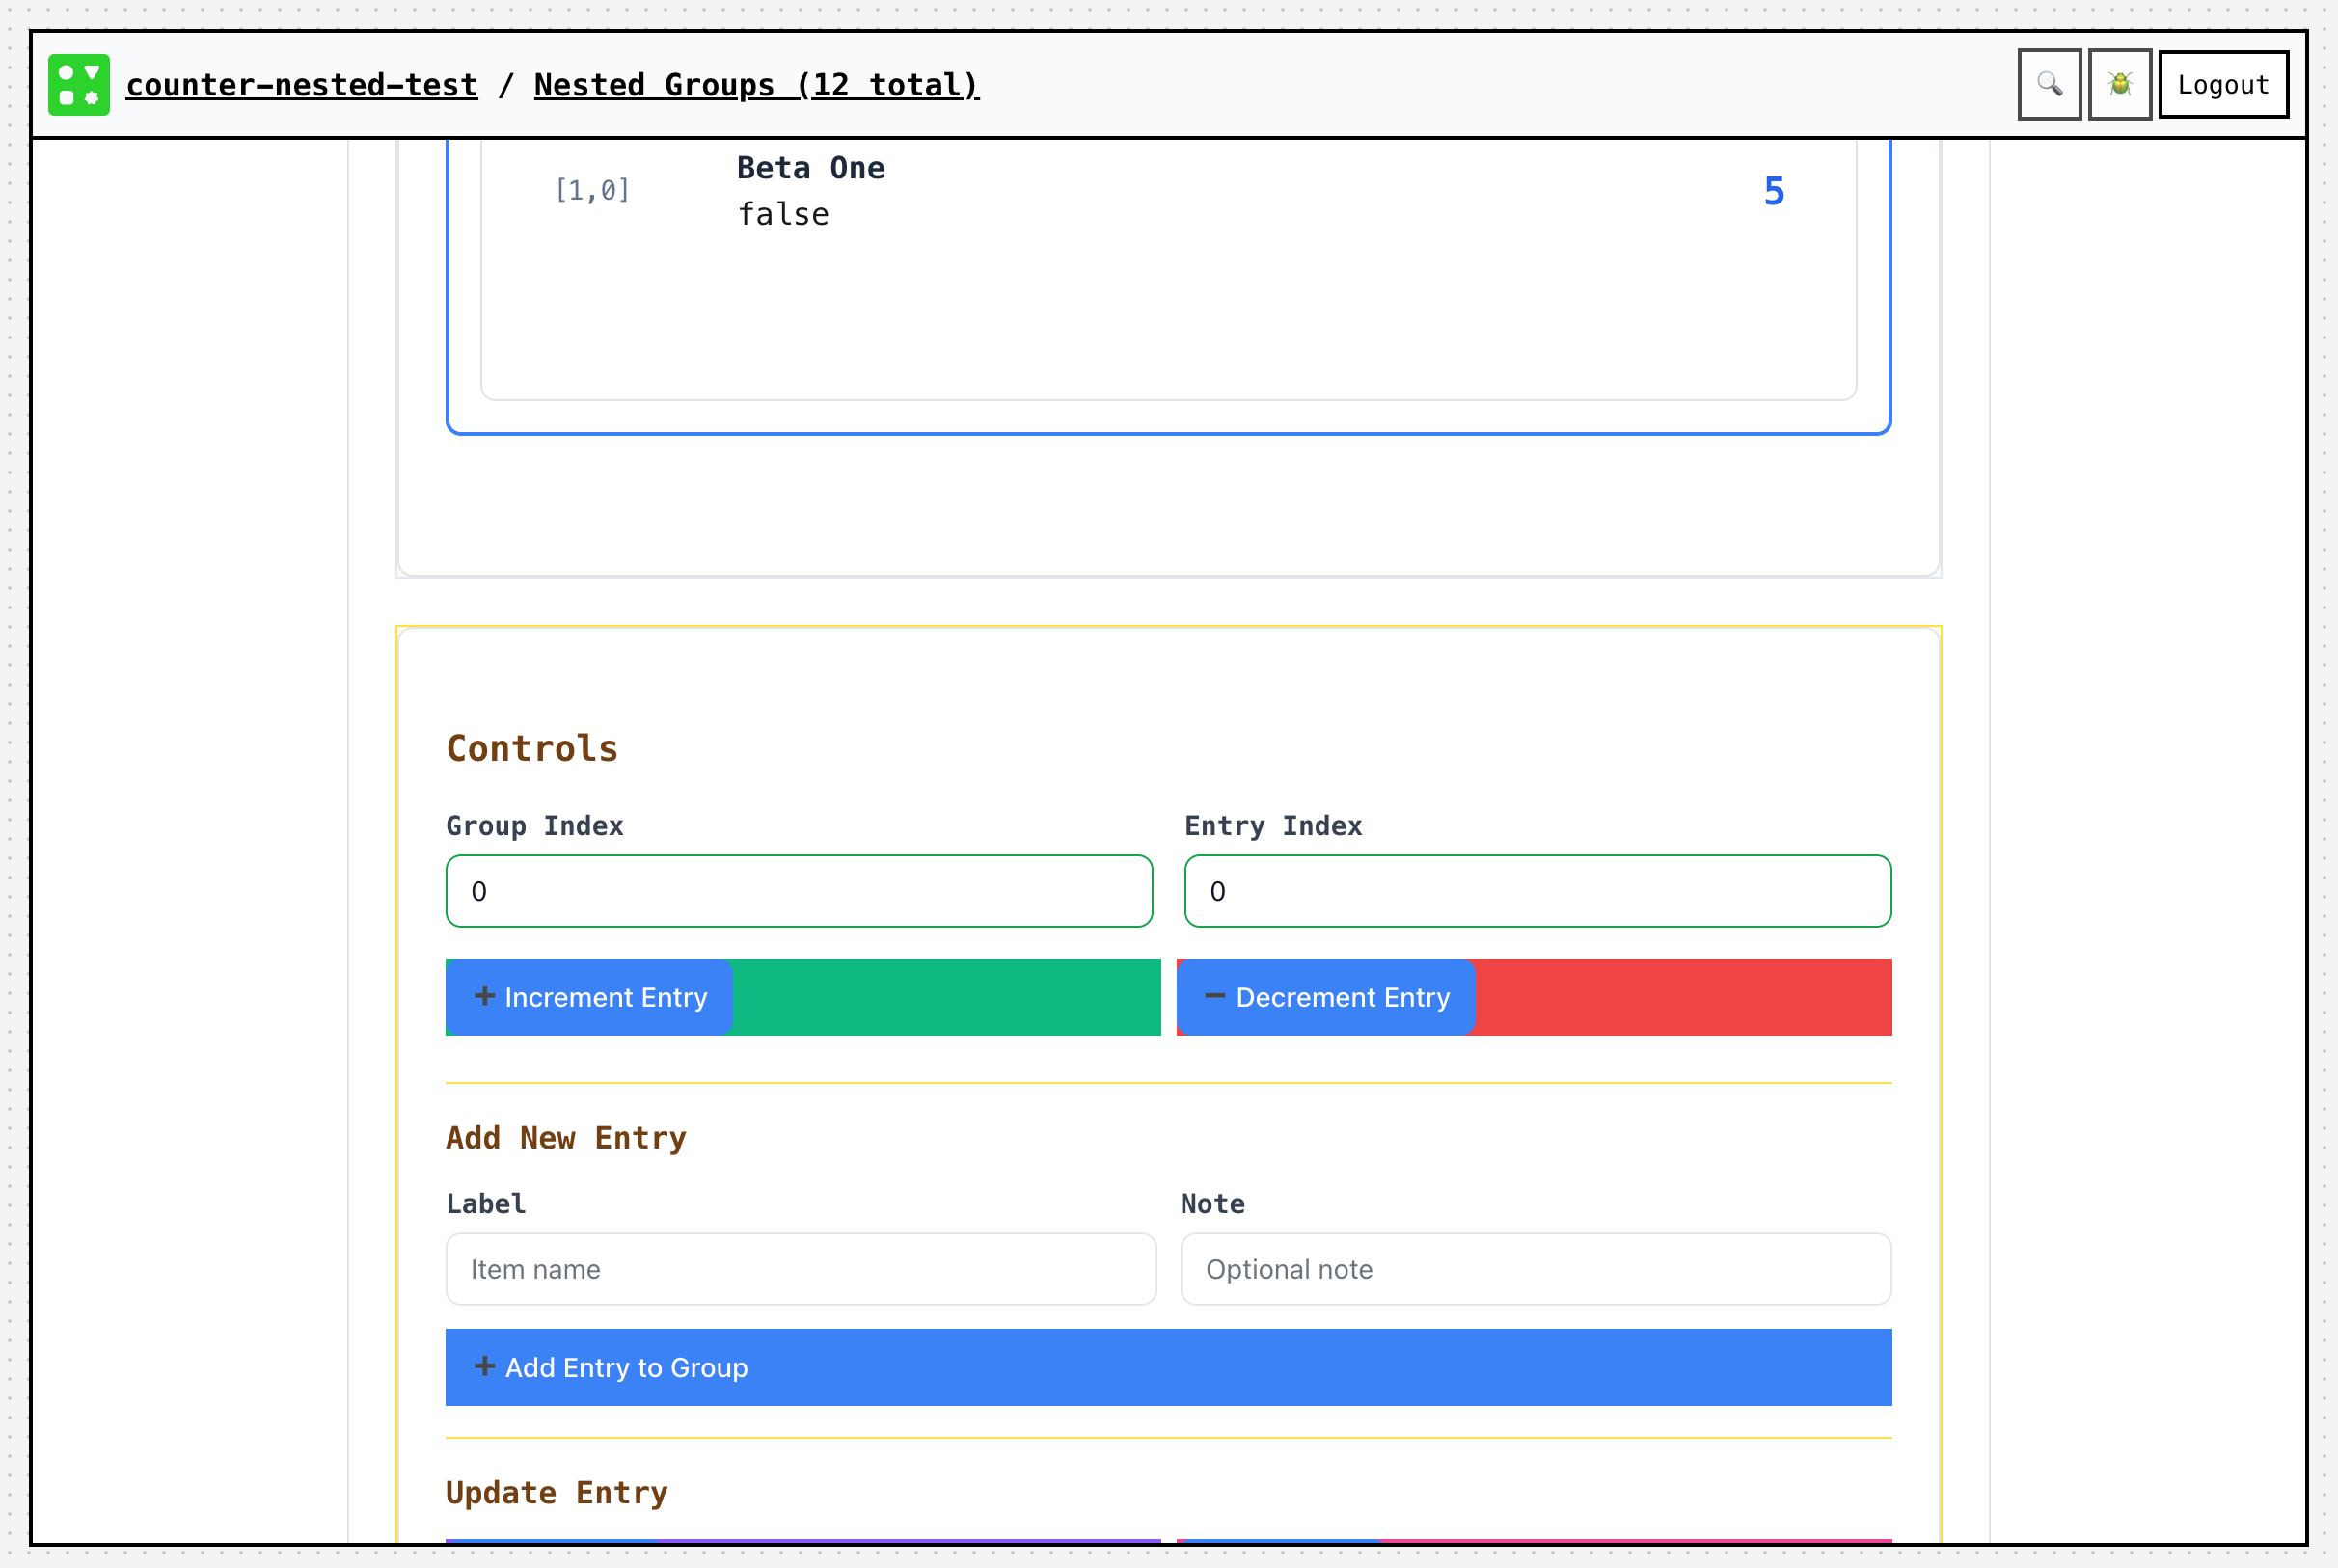 counter-nested-test / Nested Groups (12 total)
Logout
Beta One
[1,0]
false
5
Controls
Group Index
Entry Index
0
0
➕ Increment Entry
➖ Decrement Entry
Add New Entry
Label
Note
Item name
Optional note
➕ Add Entry to Group
Update Entry